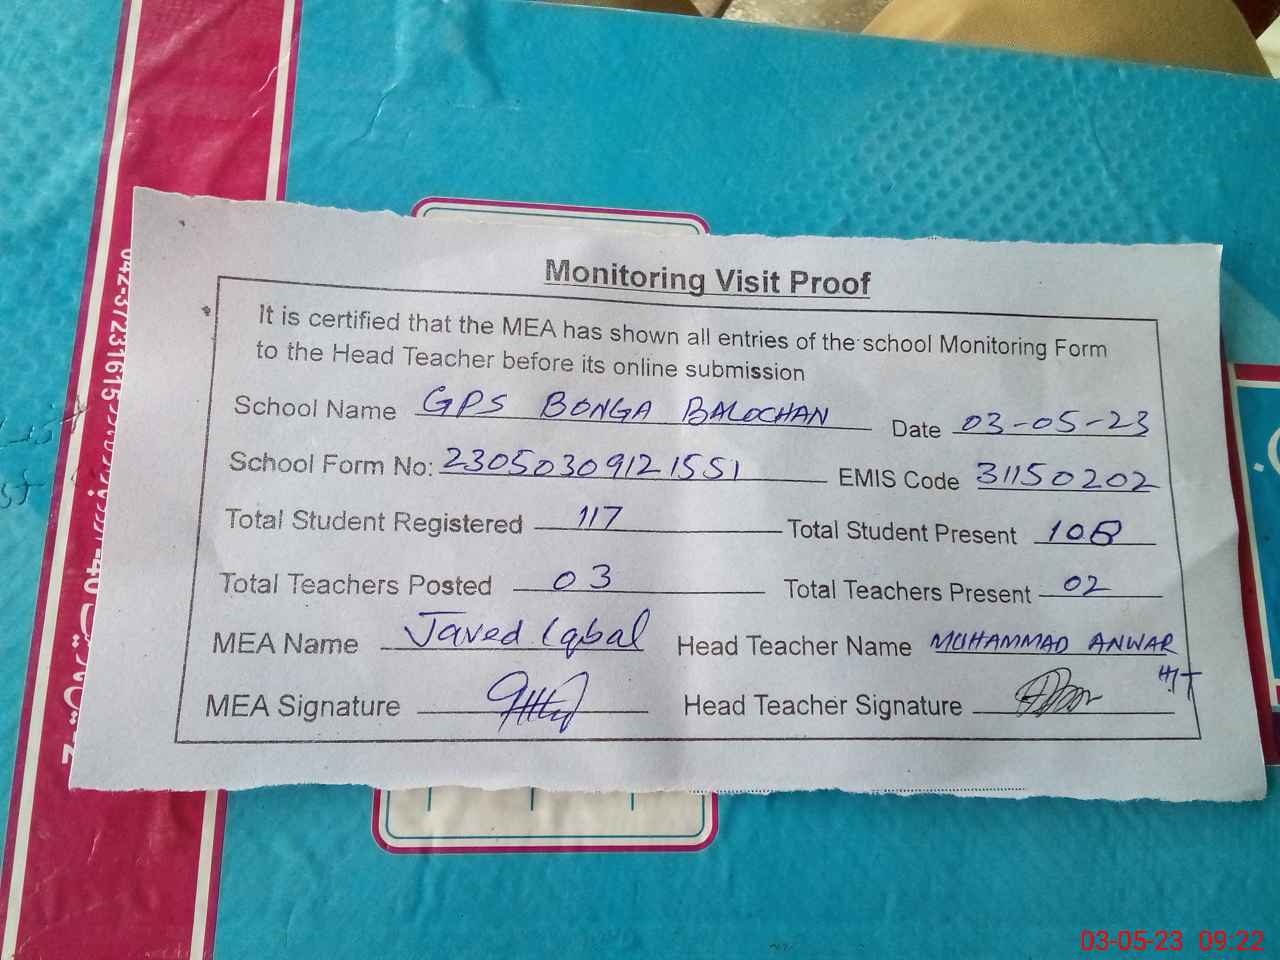 Monitoring Visit Proof
It is certified that the MEA has shown all entries of the school Monitoring Form
to the Head Teacher before its online submission
School Name GPS BONGA BALOCHAN Date 03-05-23
School Form No: 23050309121551 EMIS Code 31150202
Total Student Registered 117 Total Student Present 108
Total Teachers Posted 03 Total Teachers Present 02
MEA Name Javed Iqbal Head Teacher Name MUHAMMAD ANWAR
H/T
MEA Signature Head Teacher Signature
042-37231615
03-05-23 09:22